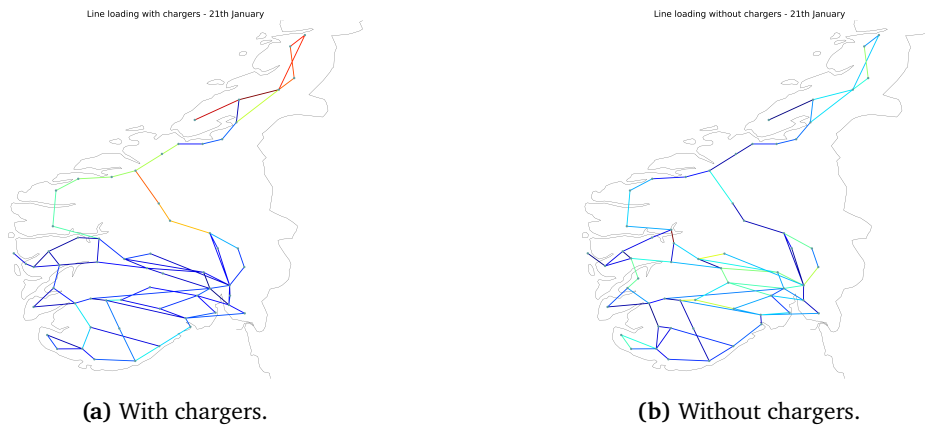 Line loading with chargers - 21th January
Line loading without chargers - 21th January
(a) With chargers.
(b) Without chargers.